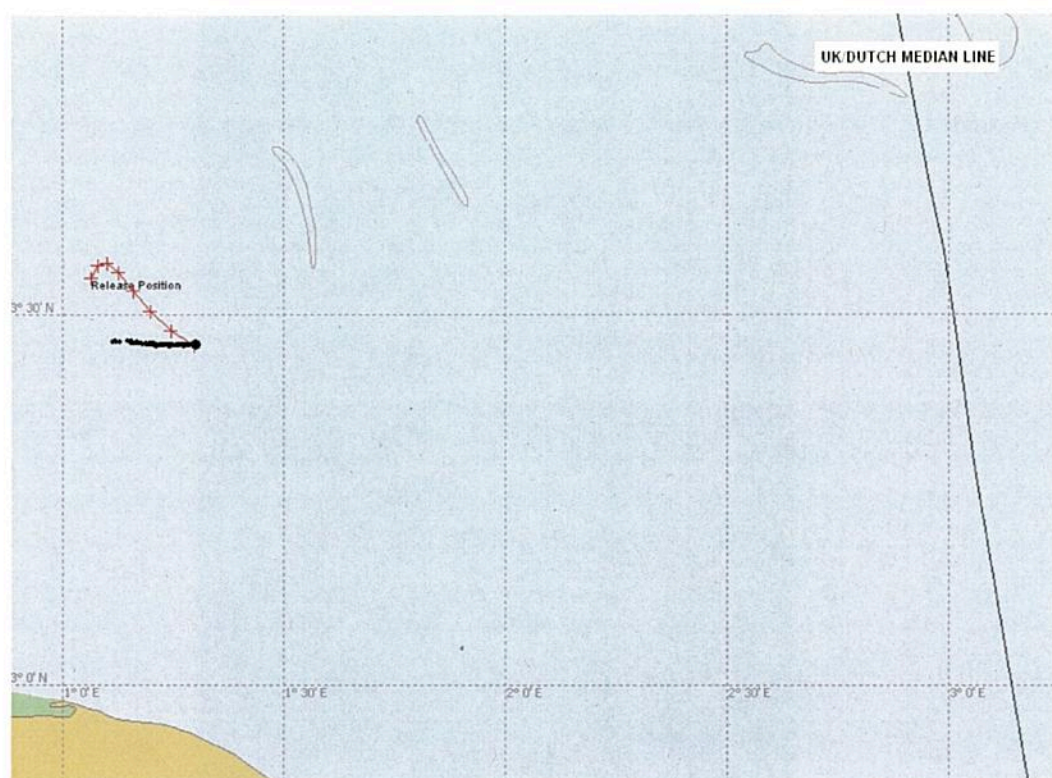 UK/DUTCH MEDIAN LINE
Release Position
3° 30' N
3° 0' N
1° 0' E
1° 30' E
2° 0' E
2° 30' E
3° 0' E